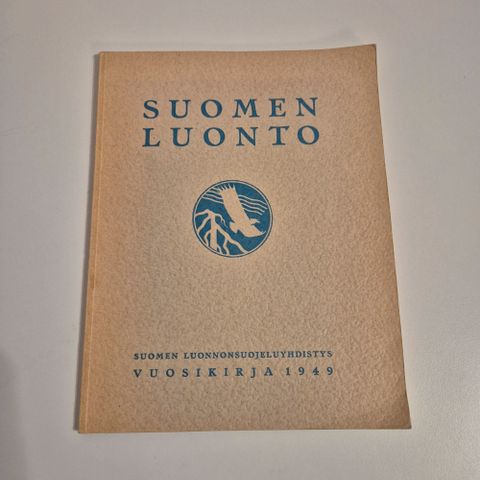 SUOMEN
LUONTO
SUOMEN LUONNONSUOJELUYHDISTYS
VUOSIKIRJA 1949